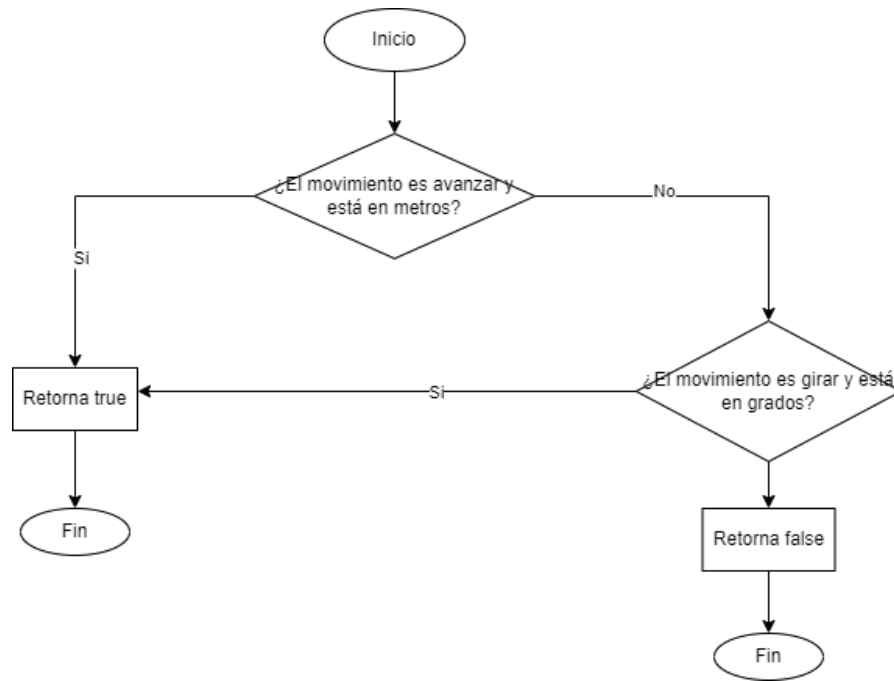 Inicio
¿El movimiento es avanzar y
está en metros?
No
Si
¿El movimiento es girar y está
en grados?
Si
Retorna true
Fin
Retorna false
Fin